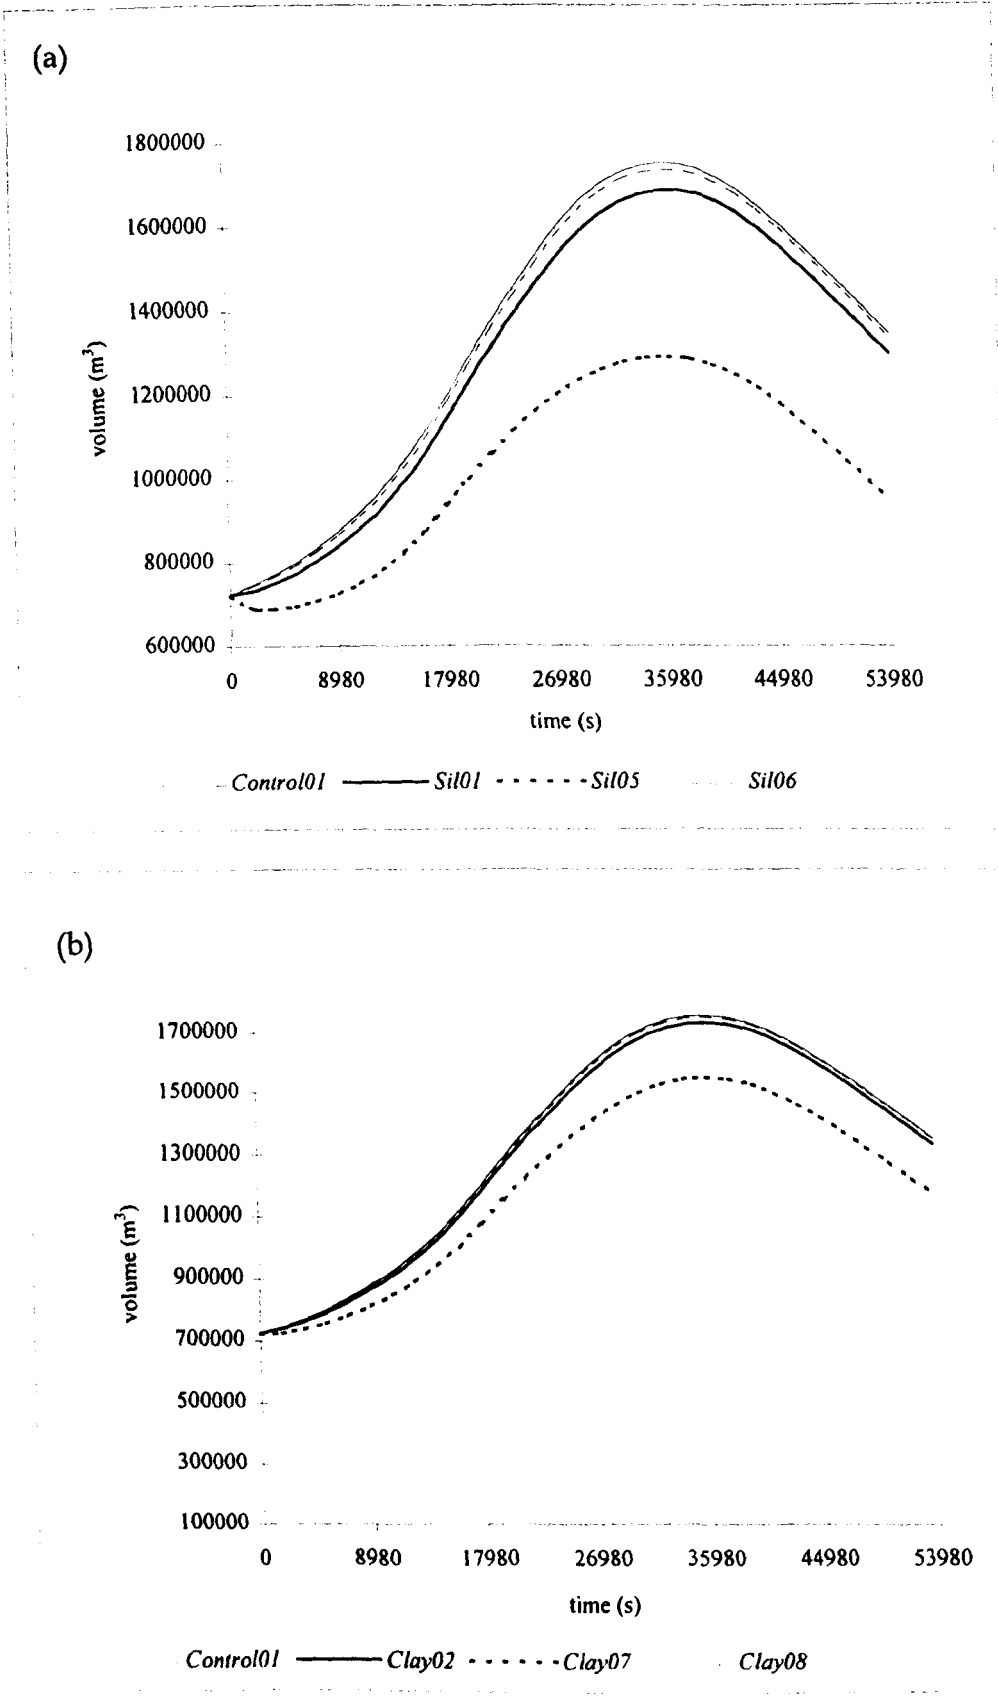 (a)
1800000
1600000
1400000
1200000
1000000
800000
600000
volume (m³)
0 8980 17980 26980 35980 44980 53980
time (s)
Control01 Sil01 Sil05 Sil06
(b)
1700000
1500000
1300000
1100000
900000
700000
500000
300000
100000
volume (m³)
0 8980 17980 26980 35980 44980 53980
time (s)
Control01 Clay02 Clay07 Clay08